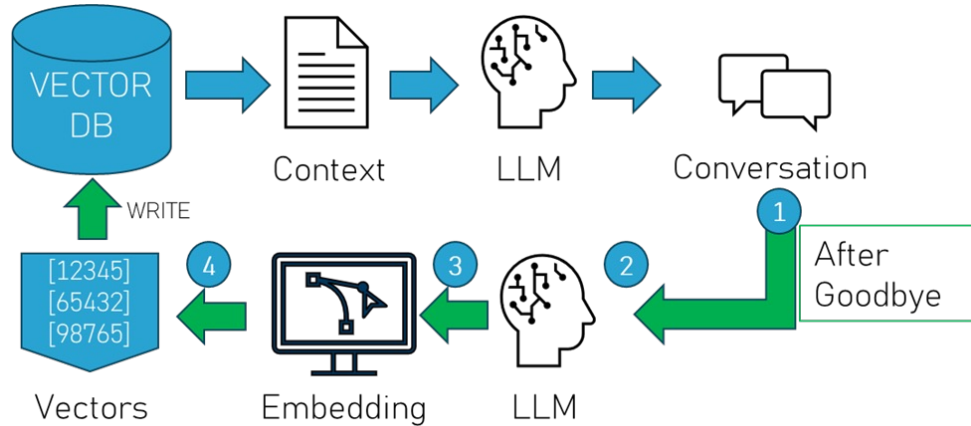 VECTOR
DB
Context
LLM
Conversation
WRITE
1
After
Goodbye
2
3
4
[12345]
[65432]
[98765]
Vectors
Embedding
LLM